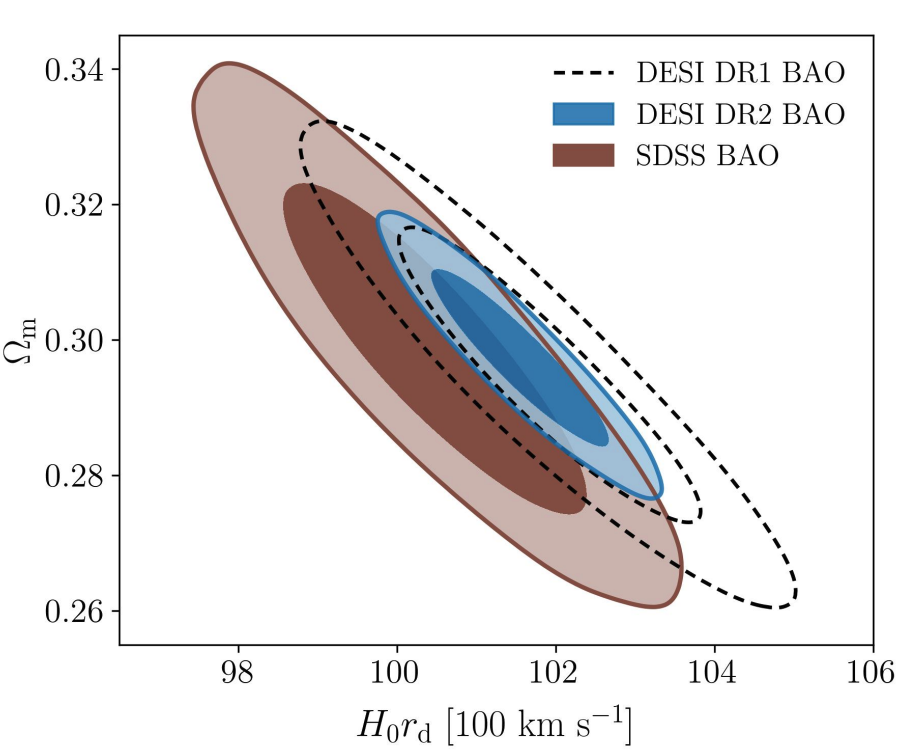 DESI DR1 BAO
DESI DR2 BAO
SDSS BAO
0.34
0.32
0.30
0.28
0.26
Ωₘ
98 100 102 104 106
H₀r_d [100 km s⁻¹]